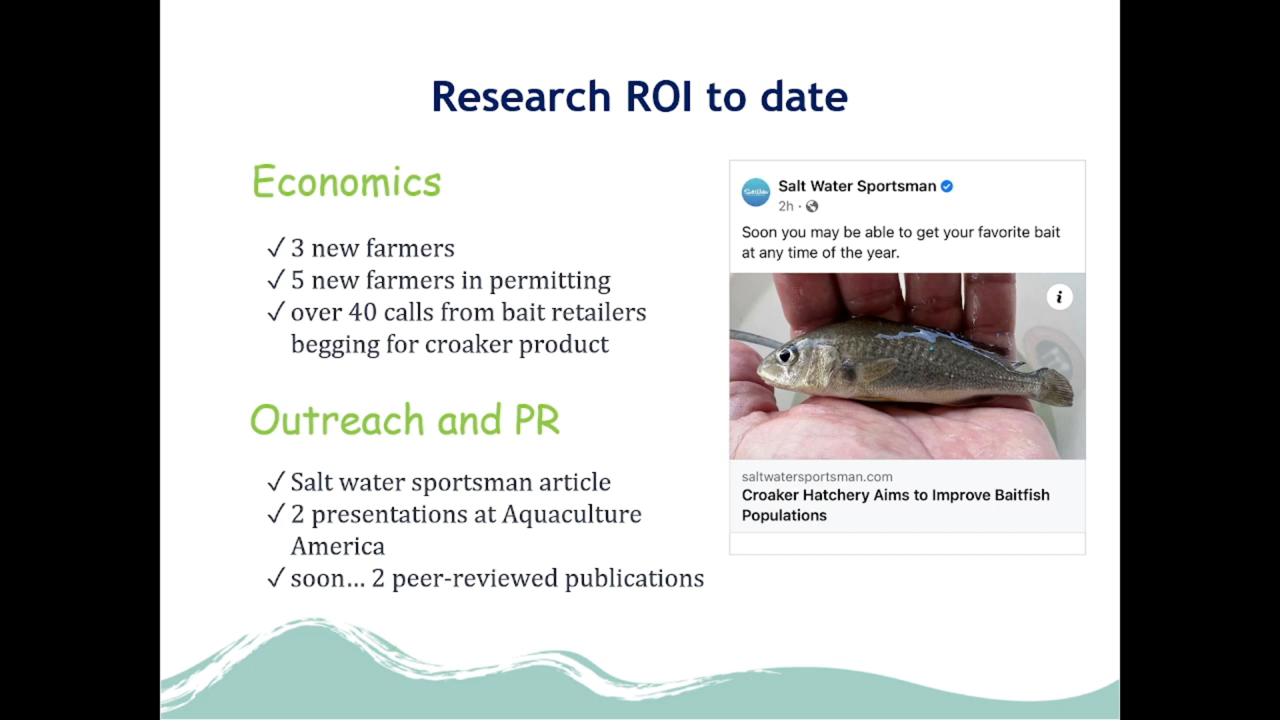 Research ROI to date
Economics
✓ 3 new farmers
✓ 5 new farmers in permitting
✓ over 40 calls from bait retailers
begging for croaker product
Outreach and PR
✓ Salt water sportsman article
✓ 2 presentations at Aquaculture
America
✓ soon... 2 peer-reviewed publications
Salt Water Sportsman
2h ·
Soon you may be able to get your favorite bait
at any time of the year.
i
saltwatersportsman.com
Croaker Hatchery Aims to Improve Baitfish
Populations